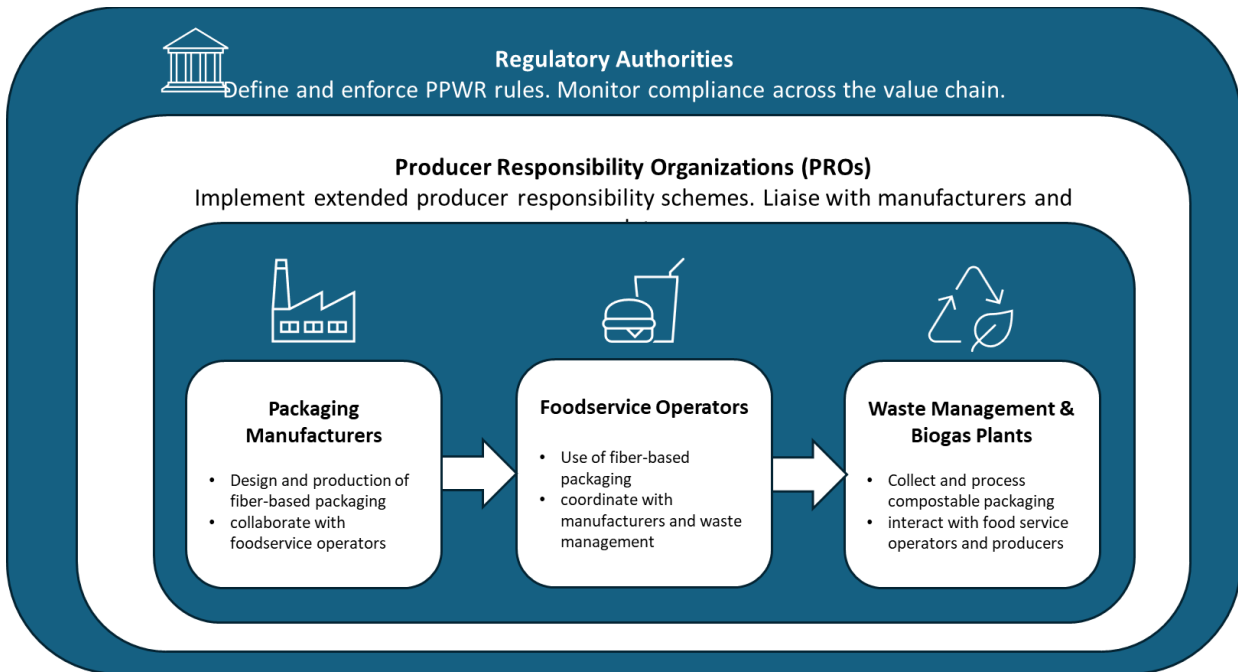 Regulatory Authorities
Define and enforce PPWR rules. Monitor compliance across the value chain.
Producer Responsibility Organizations (PROs)
Implement extended producer responsibility schemes. Liaise with manufacturers and
Packaging
Manufacturers
• Design and production of
fiber-based packaging
• collaborate with
foodservice operators
Foodservice Operators
• Use of fiber-based
packaging
• coordinate with
manufacturers and waste
management
Waste Management &
Biogas Plants
• Collect and process
compostable packaging
• interact with food service
operators and producers